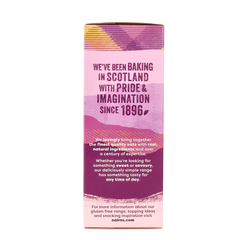 WE'VE BEEN BAKING
IN SCOTLAND
WITH PRIDE &
IMAGINATION
SINCE 1896
We lovingly bring together
the finest quality oats with real,
natural ingredients and over
a century of expertise.
Whether you're looking for
something sweet or savoury,
our deliciously simple range
has something tasty for
any time of day.
For more information about our
gluten free range, topping ideas
and snacking inspiration visit
nairns.com